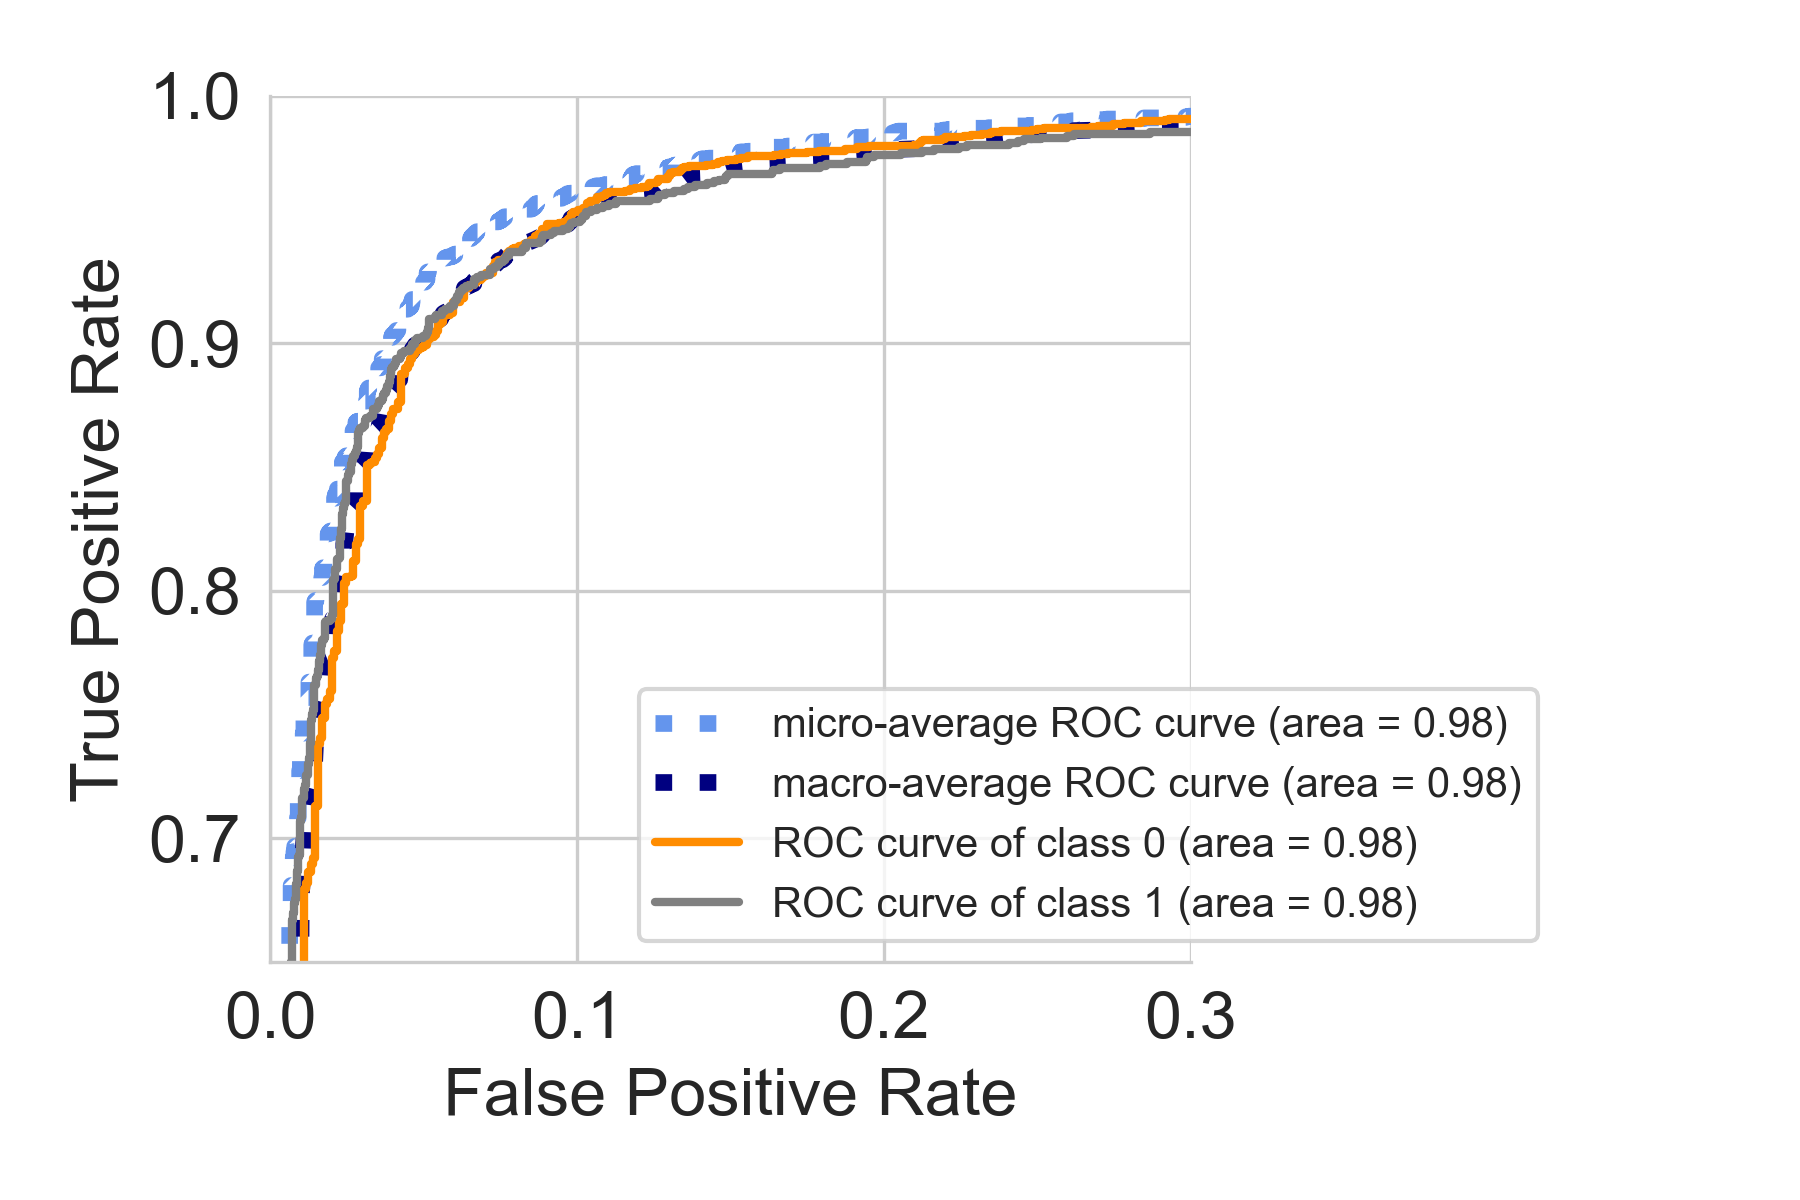 1.0
0.9
0.8
0.7
True Positive Rate
micro-average ROC curve (area = 0.98)
macro-average ROC curve (area = 0.98)
ROC curve of class 0 (area = 0.98)
ROC curve of class 1 (area = 0.98)
0.0 0.1 0.2 0.3
False Positive Rate